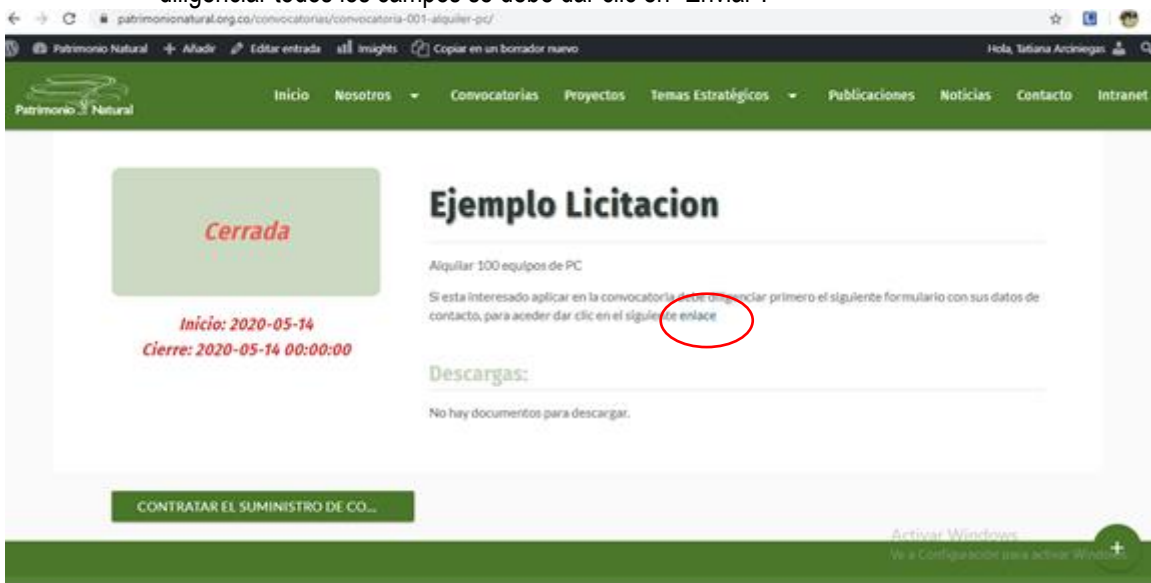 diligenciar todos los campos se debe dar clic en "Enviar".
patrimonionatural.org.co/convocatorias/convocatoria-001-alquiler-pc/
Patrimonio Natural + Añadir Editar entrada Insights Copiar en un borrador nuevo Hola, Tatiana Arciniegas
Patrimonio Natural
Inicio Nosotros Convocatorias Proyectos Temas Estratégicos Publicaciones Noticias Contacto Intranet
Cerrada
Inicio: 2020-05-14
Cierre: 2020-05-14 00:00:00
Ejemplo Licitacion
Alquilar 100 equipos de PC
Si esta interesado aplicar en la convocatoria debe diligenciar primero el siguiente formulario con sus datos de
contacto, para aceder dar clic en el siguiente enlace
Descargas:
No hay documentos para descargar.
CONTRATAR EL SUMINISTRO DE CO...
Activar Windows
Ve a Configuración para activar Windows.
+